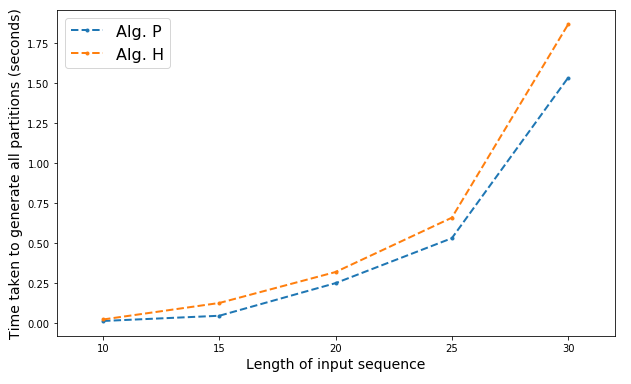 Alg. P
Alg. H
Time taken to generate all partitions (seconds)
1.75
1.50
1.25
1.00
0.75
0.50
0.25
0.00
10 15 20 25 30
Length of input sequence